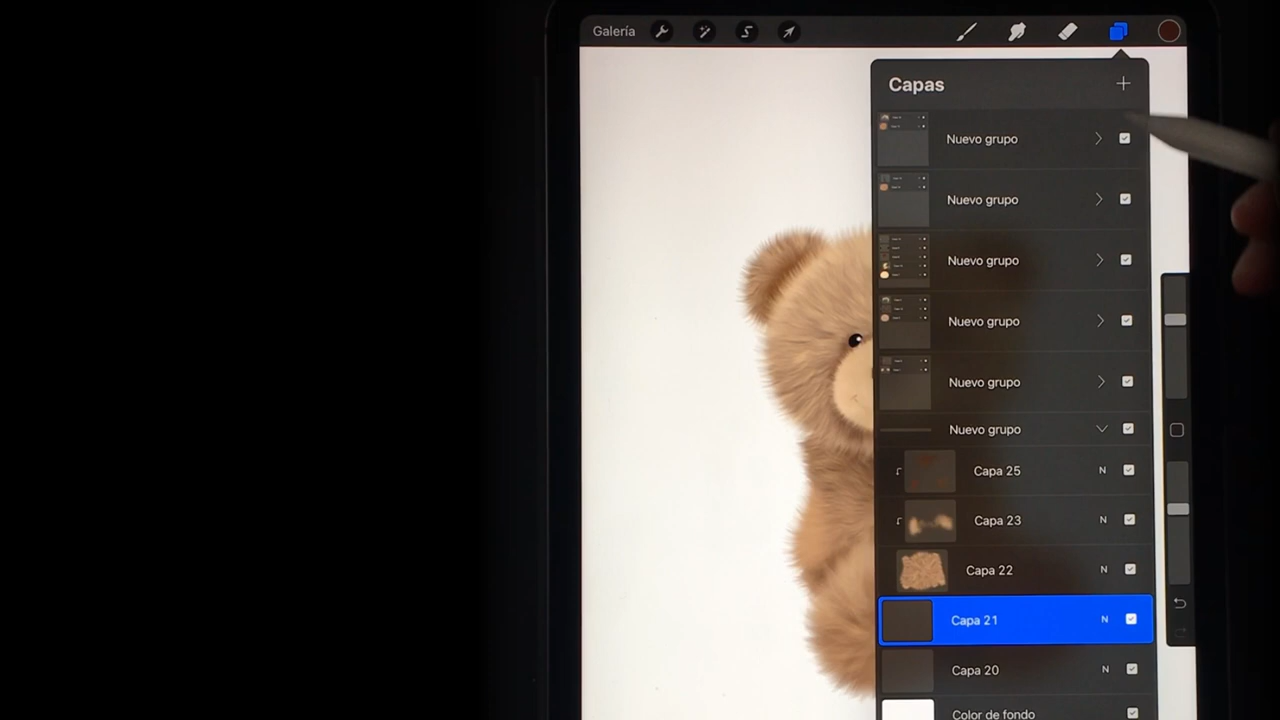 Galería
Capas
Nuevo grupo
Nuevo grupo
Nuevo grupo
Nuevo grupo
Nuevo grupo
Nuevo grupo
Capa 25 N
Capa 23 N
Capa 22 N
Capa 21 N
Capa 20 N
Color de fondo